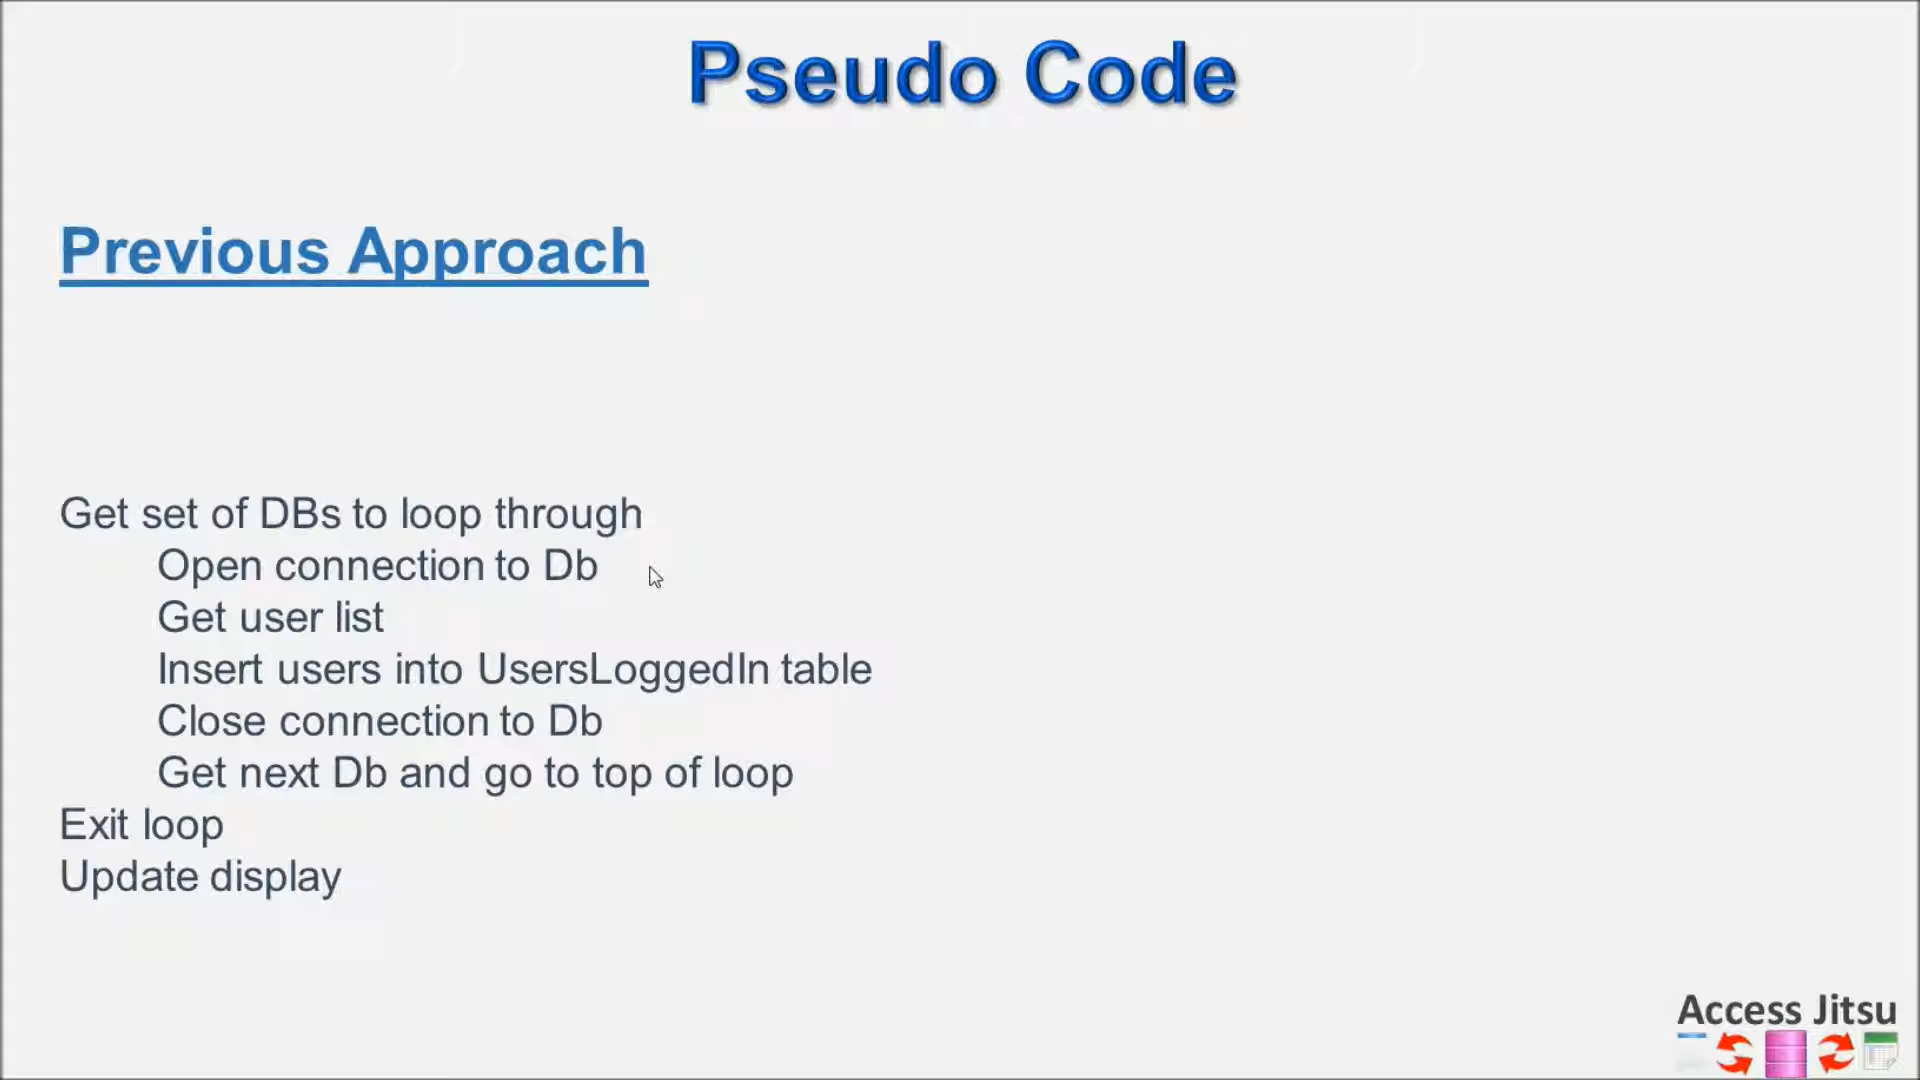 Pseudo Code
Previous Approach
Get set of DBs to loop through
Open connection to Db
Get user list
Insert users into UsersLoggedIn table
Close connection to Db
Get next Db and go to top of loop
Exit loop
Update display
Access Jitsu